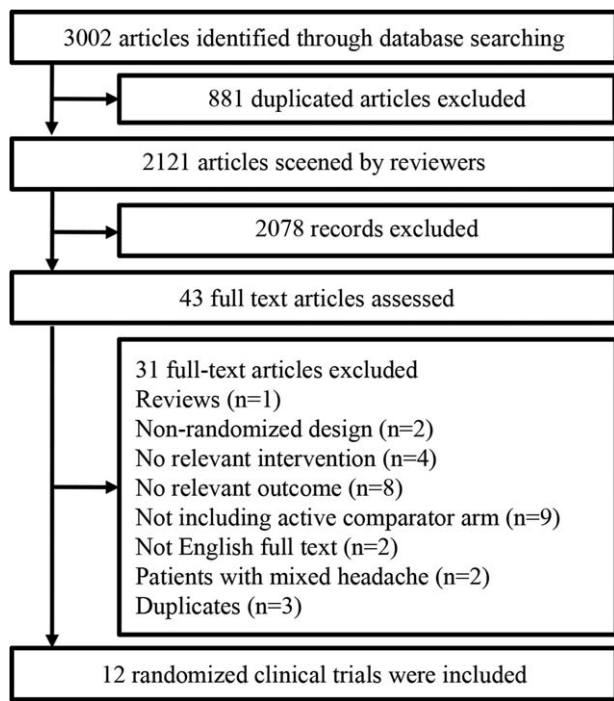 3002 articles identified through database searching
881 duplicated articles excluded
2121 articles sceened by reviewers
2078 records excluded
43 full text articles assessed
31 full-text articles excluded
Reviews (n=1)
Non-randomized design (n=2)
No relevant intervention (n=4)
No relevant outcome (n=8)
Not including active comparator arm (n=9)
Not English full text (n=2)
Patients with mixed headache (n=2)
Duplicates (n=3)
12 randomized clinical trials were included